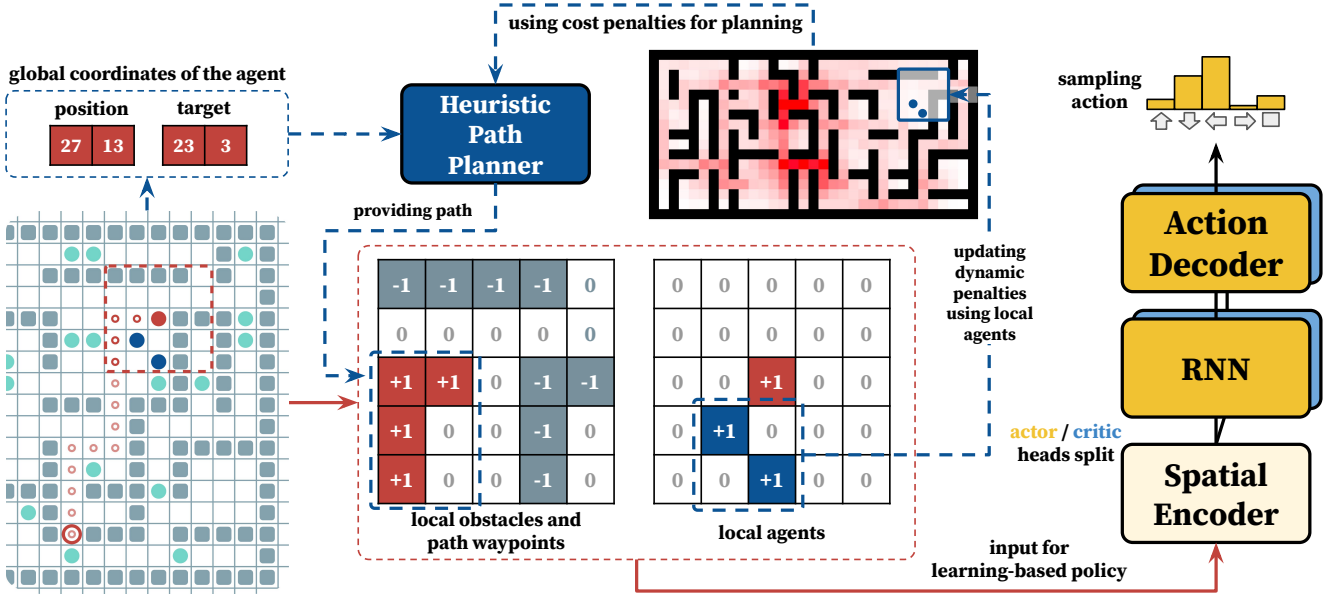 using cost penalties for planning
global coordinates of the agent
position target
27 13 23 3
Heuristic
Path
Planner
sampling
action
providing path
updating
dynamic
penalties
using local
agents
-1 -1 -1 -1 0
0 0 0 0 0
+1 +1 0 -1 -1
+1 0 0 -1 0
+1 0 0 -1 0
local obstacles and
path waypoints
0 0 0 0 0
0 0 0 0 0
0 0 +1 0 0
0 +1 0 0 0
0 0 +1 0 0
local agents
Action
Decoder
RNN
actor / critic
heads split
Spatial
Encoder
input for
learning-based policy